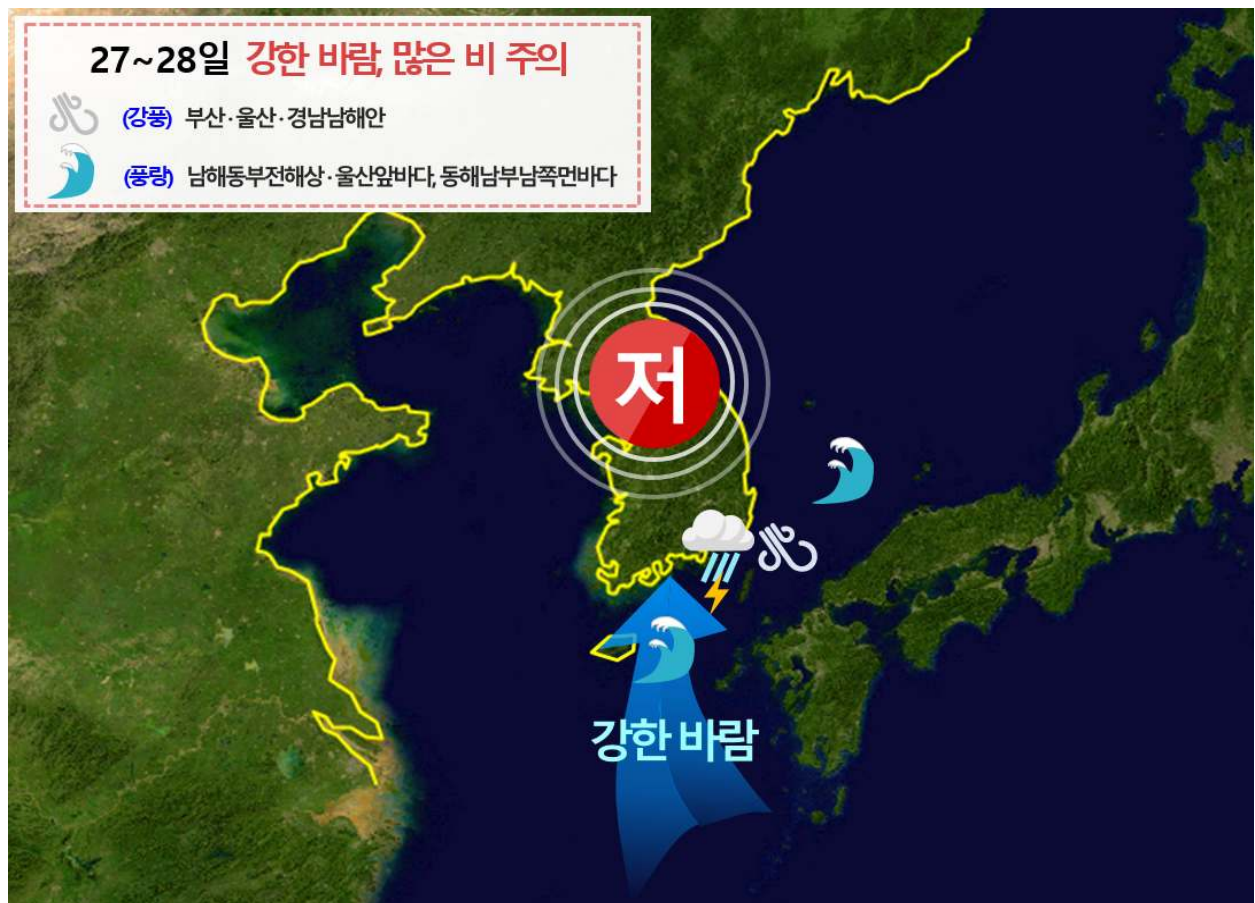 27~28일 강한 바람, 많은 비 주의
(강풍) 부산·울산·경남남해안
(풍랑) 남해동부전해상·울산앞바다, 동해남부남쪽먼바다
저
강한 바람